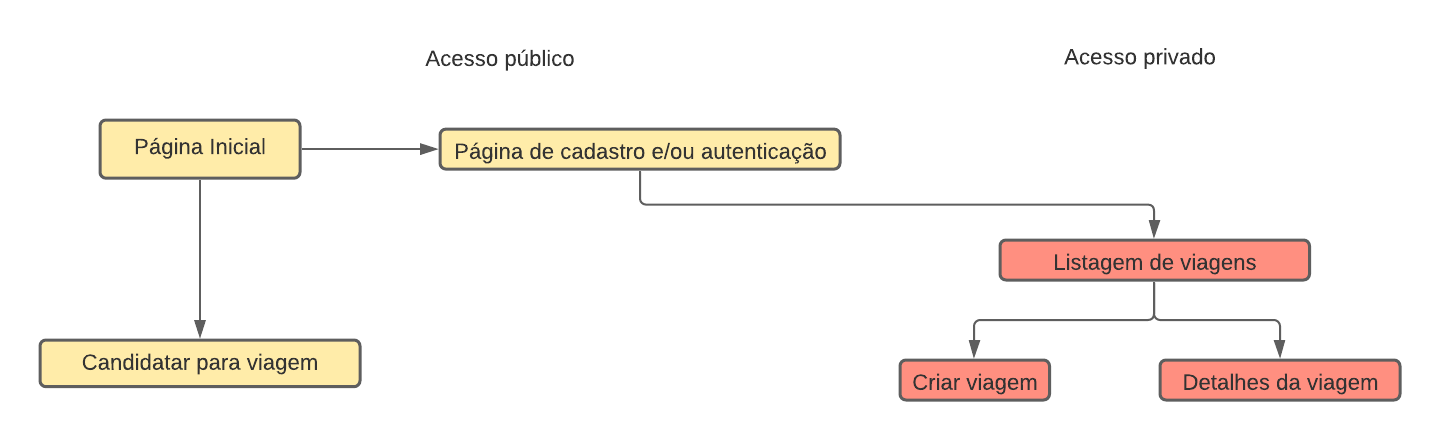 Acesso público
Acesso privado
Página Inicial
Página de cadastro e/ou autenticação
Listagem de viagens
Candidatar para viagem
Criar viagem
Detalhes da viagem